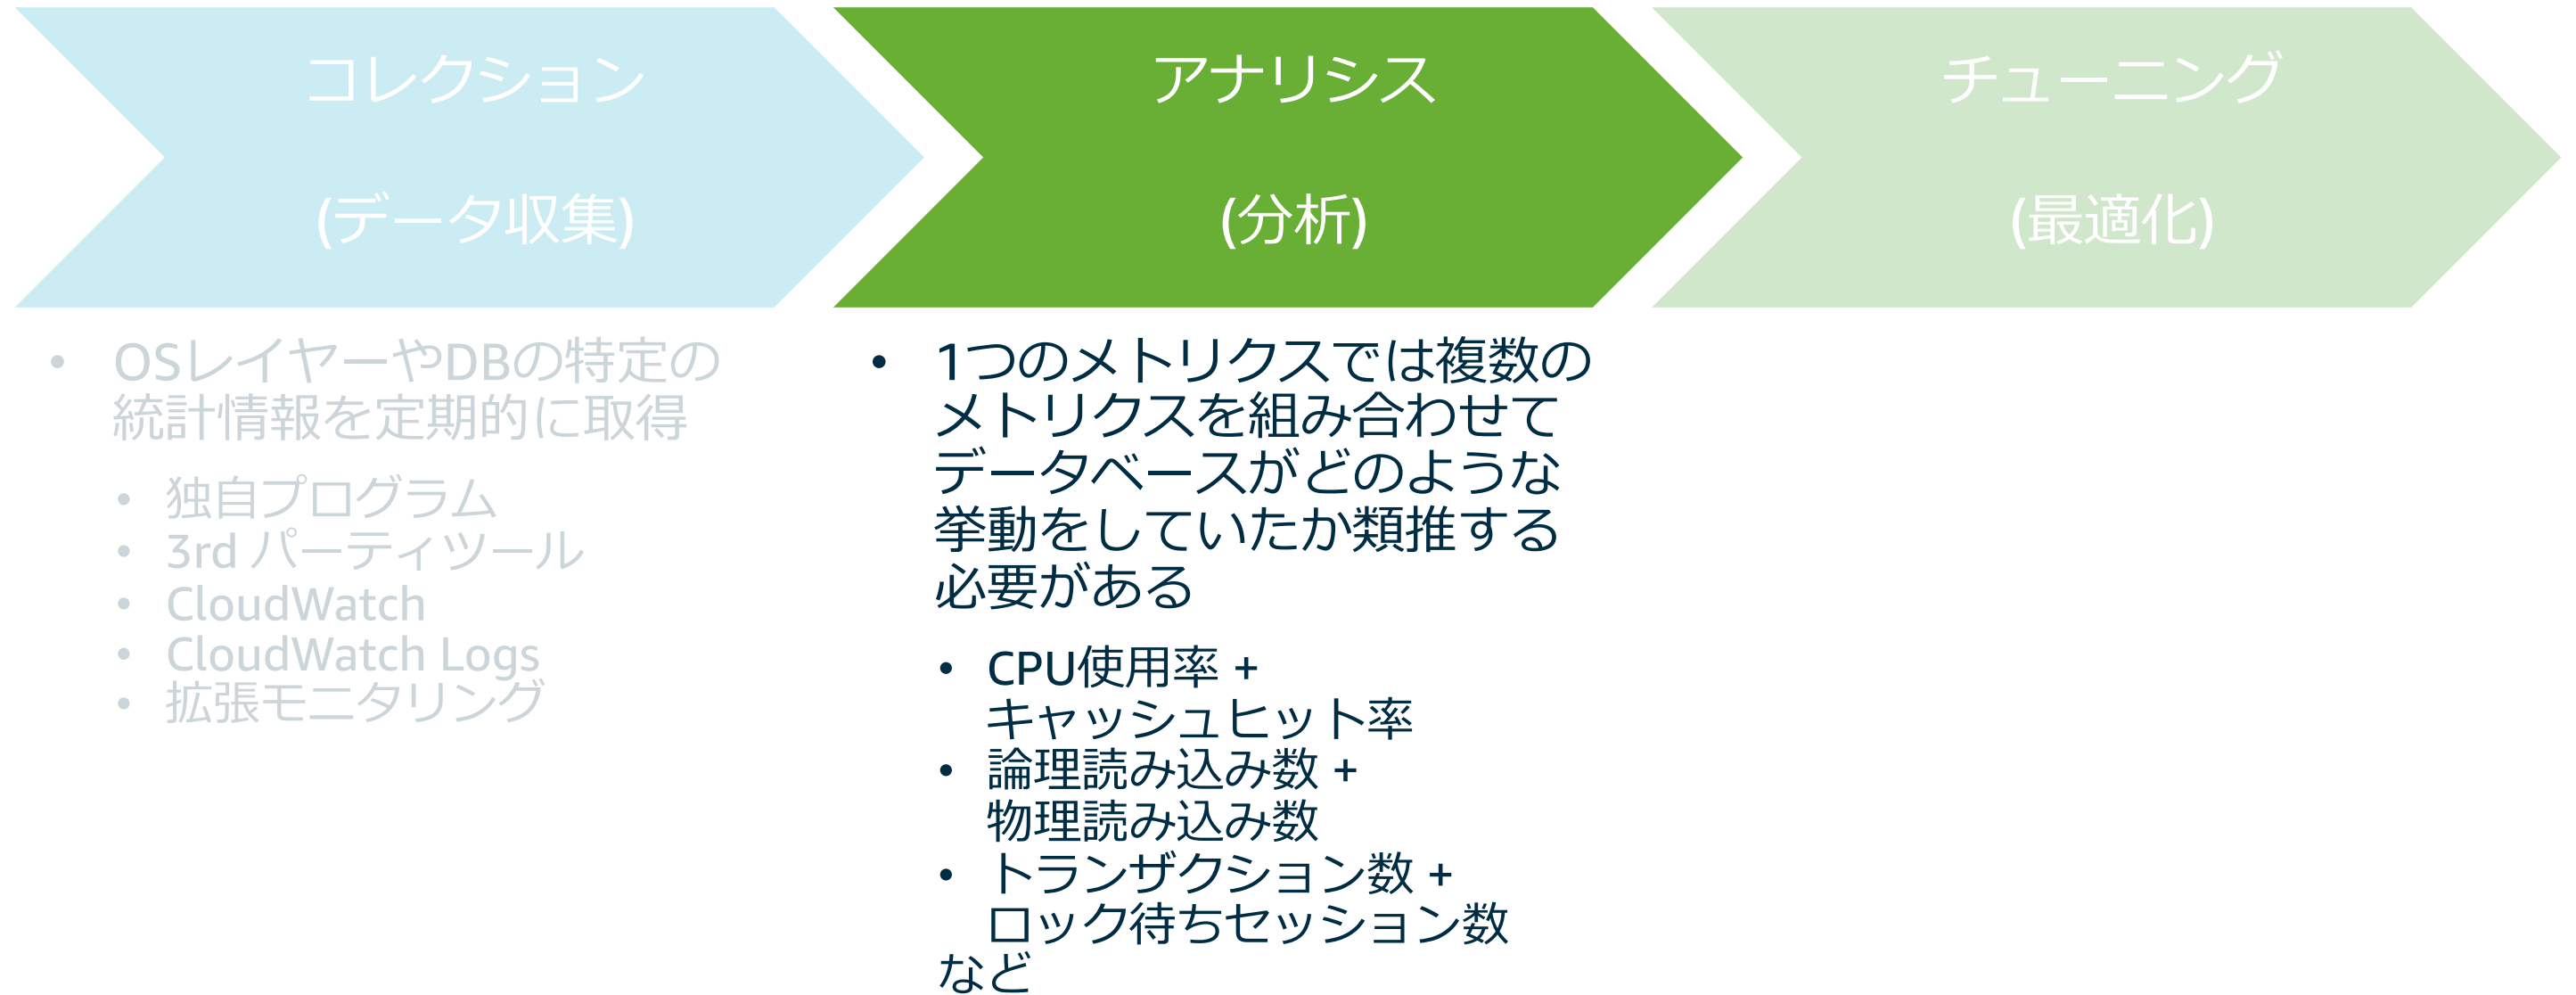 コレクション
(データ収集)
アナリシス
(分析)
チューニング
(最適化)
• OSレイヤーやDBの特定の
統計情報を定期的に取得
• 独自プログラム
• 3rd パーティツール
• CloudWatch
• CloudWatch Logs
• 拡張モニタリング
• 1つのメトリクスでは複数の
メトリクスを組み合わせて
データベースがどのような
挙動をしていたか類推する
必要がある
• CPU使用率 +
キャッシュヒット率
• 論理読み込み数 +
物理読み込み数
• トランザクション数 +
ロック待ちセッション数
など